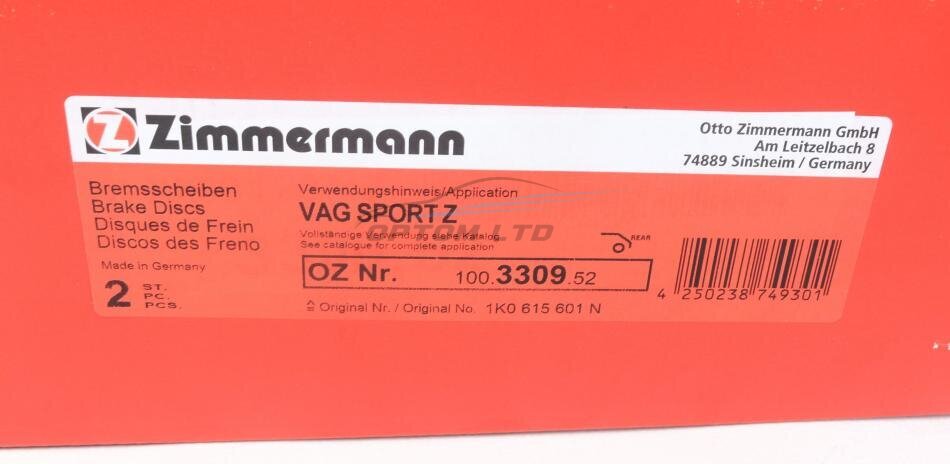 Z Zimmermann
Otto Zimmermann GmbH
Am Leitzelbach 8
74889 Sinsheim / Germany
Bremsscheiben
Brake Discs
Disques de Frein
Discos des Freno
Made in Germany
2 ST.
PC.
PCS.
Verwendungshinweis/Application
VAG SPORT Z
Vollständige Verwendung siehe Katalog
See catalogue for complete application
REAR
OZ Nr. 100.3309.52
≙ Original Nr. / Original No. 1K0 615 601 N
4 250238 749301
OPTOM LTD